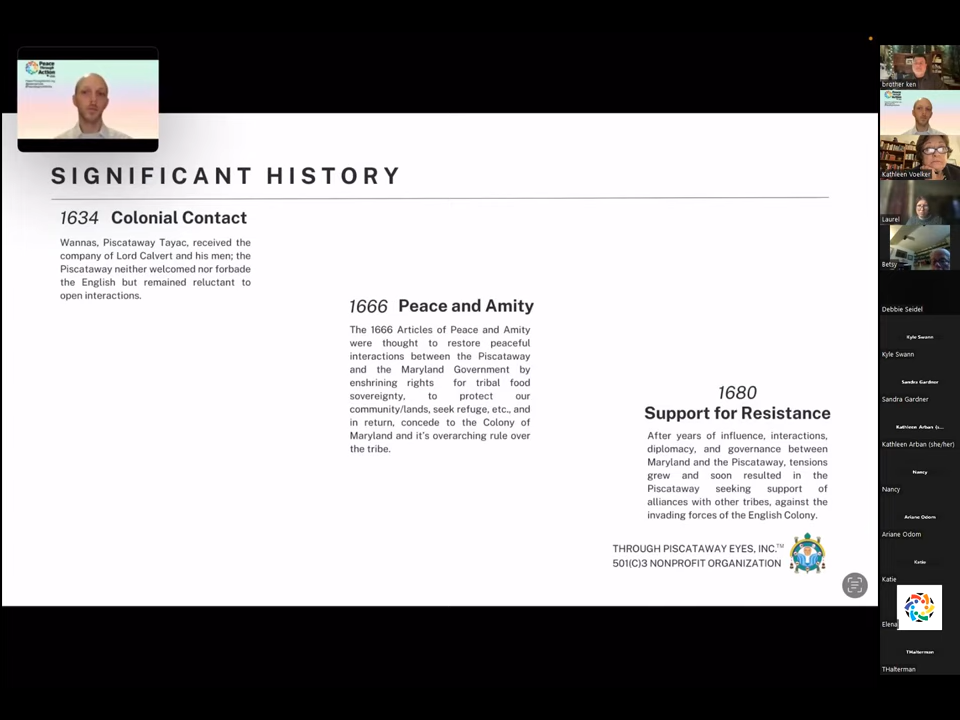 Peace
Through
Action
SIGNIFICANT HISTORY
1634 Colonial Contact
Wannas, Piscataway Tayac, received the
company of Lord Calvert and his men; the
Piscataway neither welcomed nor forbade
the English but remained reluctant to
open interactions.
1666 Peace and Amity
The 1666 Articles of Peace and Amity
were thought to restore peaceful
interactions between the Piscataway
and the Maryland Government by
enshrining rights for tribal food
sovereignty, to protect our
community/lands, seek refuge, etc., and
in return, concede to the Colony of
Maryland and it's overarching rule over
the tribe.
1680
Support for Resistance
After years of influence, interactions,
diplomacy, and governance between
Maryland and the Piscataway, tensions
grew and soon resulted in the
Piscataway seeking support of
alliances with other tribes, against the
invading forces of the English Colony.
THROUGH PISCATAWAY EYES, INC.™
501(C)3 NONPROFIT ORGANIZATION
brother ken
Kathleen Voelker
Laurel
Betsy
Debbie Seidel
Kyle Swann
Kyle Swann
Sandra Gardner
Sandra Gardner
Kathleen Arban (s...
Kathleen Arban (she/her)
Nancy
Nancy
Ariane Odom
Ariane Odom
Katie
Katie
Elena
THalterman
THalterman